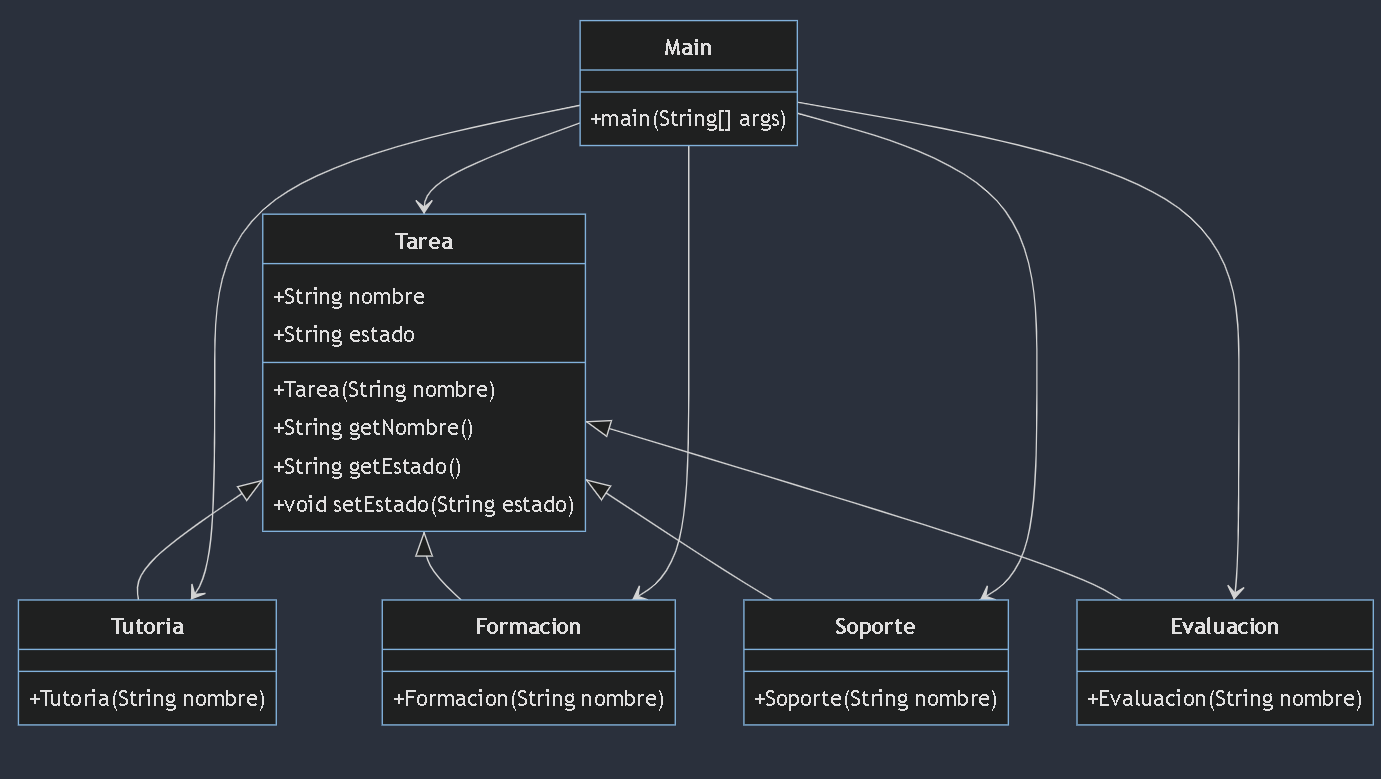 Main
+main(String[] args)
Tarea
+String nombre
+String estado
+Tarea(String nombre)
+String getNombre()
+String getEstado()
+void setEstado(String estado)
Tutoria
+Tutoria(String nombre)
Formacion
+Formacion(String nombre)
Soporte
+Soporte(String nombre)
Evaluacion
+Evaluacion(String nombre)